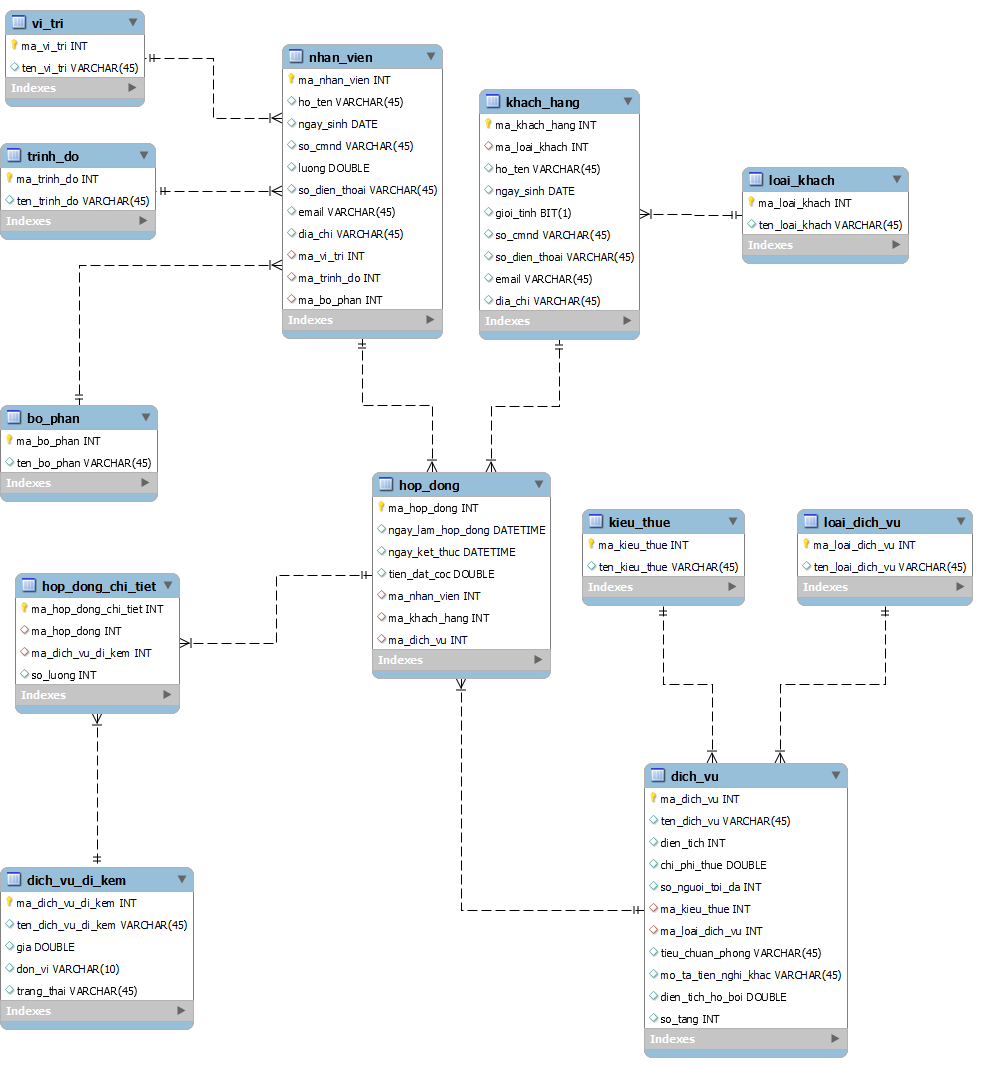 vi_tri
ma_vi_tri INT
ten_vi_tri VARCHAR(45)
Indexes
trinh_do
ma_trinh_do INT
ten_trinh_do VARCHAR(45)
Indexes
bo_phan
ma_bo_phan INT
ten_bo_phan VARCHAR(45)
Indexes
nhan_vien
ma_nhan_vien INT
ho_ten VARCHAR(45)
ngay_sinh DATE
so_cmnd VARCHAR(45)
luong DOUBLE
so_dien_thoai VARCHAR(45)
email VARCHAR(45)
dia_chi VARCHAR(45)
ma_vi_tri INT
ma_trinh_do INT
ma_bo_phan INT
Indexes
khach_hang
ma_khach_hang INT
ma_loai_khach INT
ho_ten VARCHAR(45)
ngay_sinh DATE
gioi_tinh BIT(1)
so_cmnd VARCHAR(45)
so_dien_thoai VARCHAR(45)
email VARCHAR(45)
dia_chi VARCHAR(45)
Indexes
loai_khach
ma_loai_khach INT
ten_loai_khach VARCHAR(45)
Indexes
hop_dong
ma_hop_dong INT
ngay_lam_hop_dong DATETIME
ngay_ket_thuc DATETIME
tien_dat_coc DOUBLE
ma_nhan_vien INT
ma_khach_hang INT
ma_dich_vu INT
Indexes
kieu_thue
ma_kieu_thue INT
ten_kieu_thue VARCHAR(45)
Indexes
loai_dich_vu
ma_loai_dich_vu INT
ten_loai_dich_vu VARCHAR(45)
Indexes
hop_dong_chi_tiet
ma_hop_dong_chi_tiet INT
ma_hop_dong INT
ma_dich_vu_di_kem INT
so_luong INT
Indexes
dich_vu_di_kem
ma_dich_vu_di_kem INT
ten_dich_vu_di_kem VARCHAR(45)
gia DOUBLE
don_vi VARCHAR(10)
trang_thai VARCHAR(45)
Indexes
dich_vu
ma_dich_vu INT
ten_dich_vu VARCHAR(45)
dien_tich INT
chi_phi_thue DOUBLE
so_nguoi_toi_da INT
ma_kieu_thue INT
ma_loai_dich_vu INT
tieu_chuan_phong VARCHAR(45)
mo_ta_tien_nghi_khac VARCHAR(45)
dien_tich_ho_boi DOUBLE
so_tang INT
Indexes